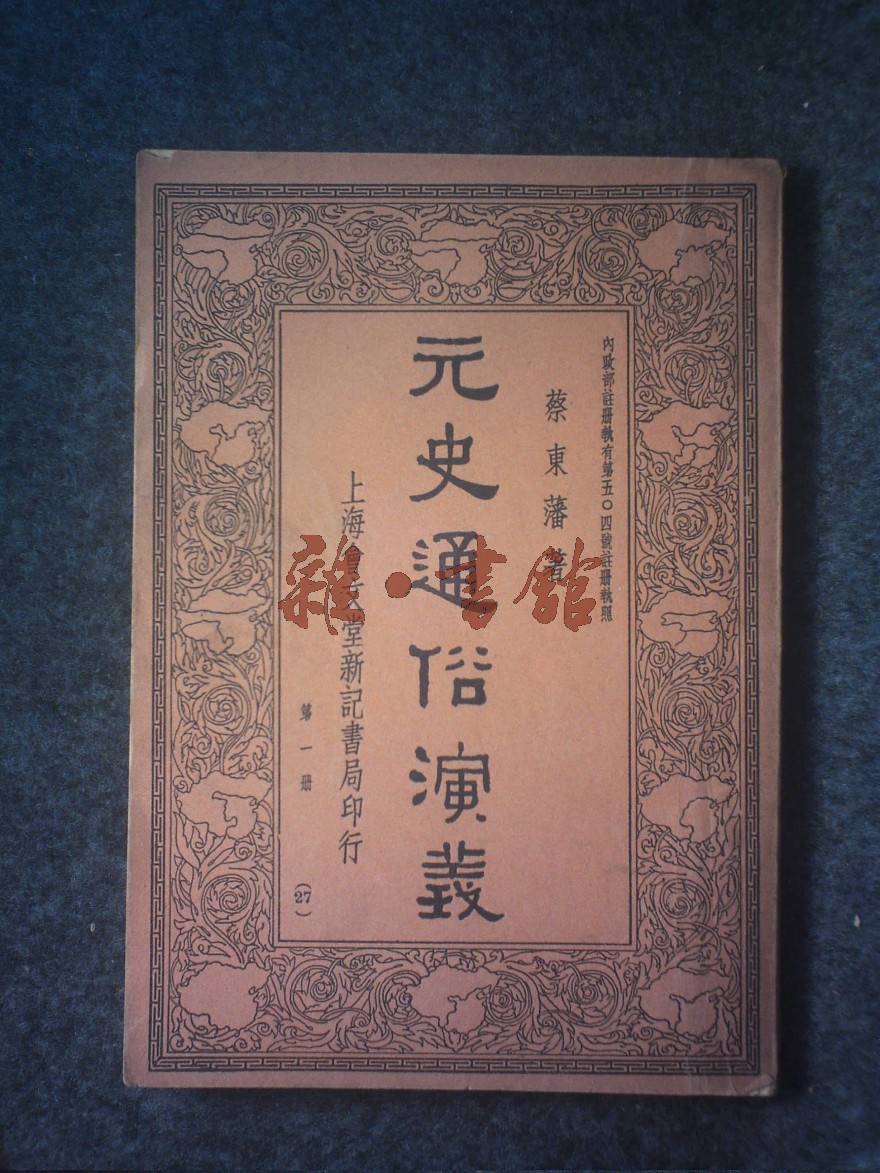 內政部註册執有第五〇四號註册執照
蔡東藩著
元史通俗演義
上海會文堂新記書局印行
第一册
(27)
雜·書館